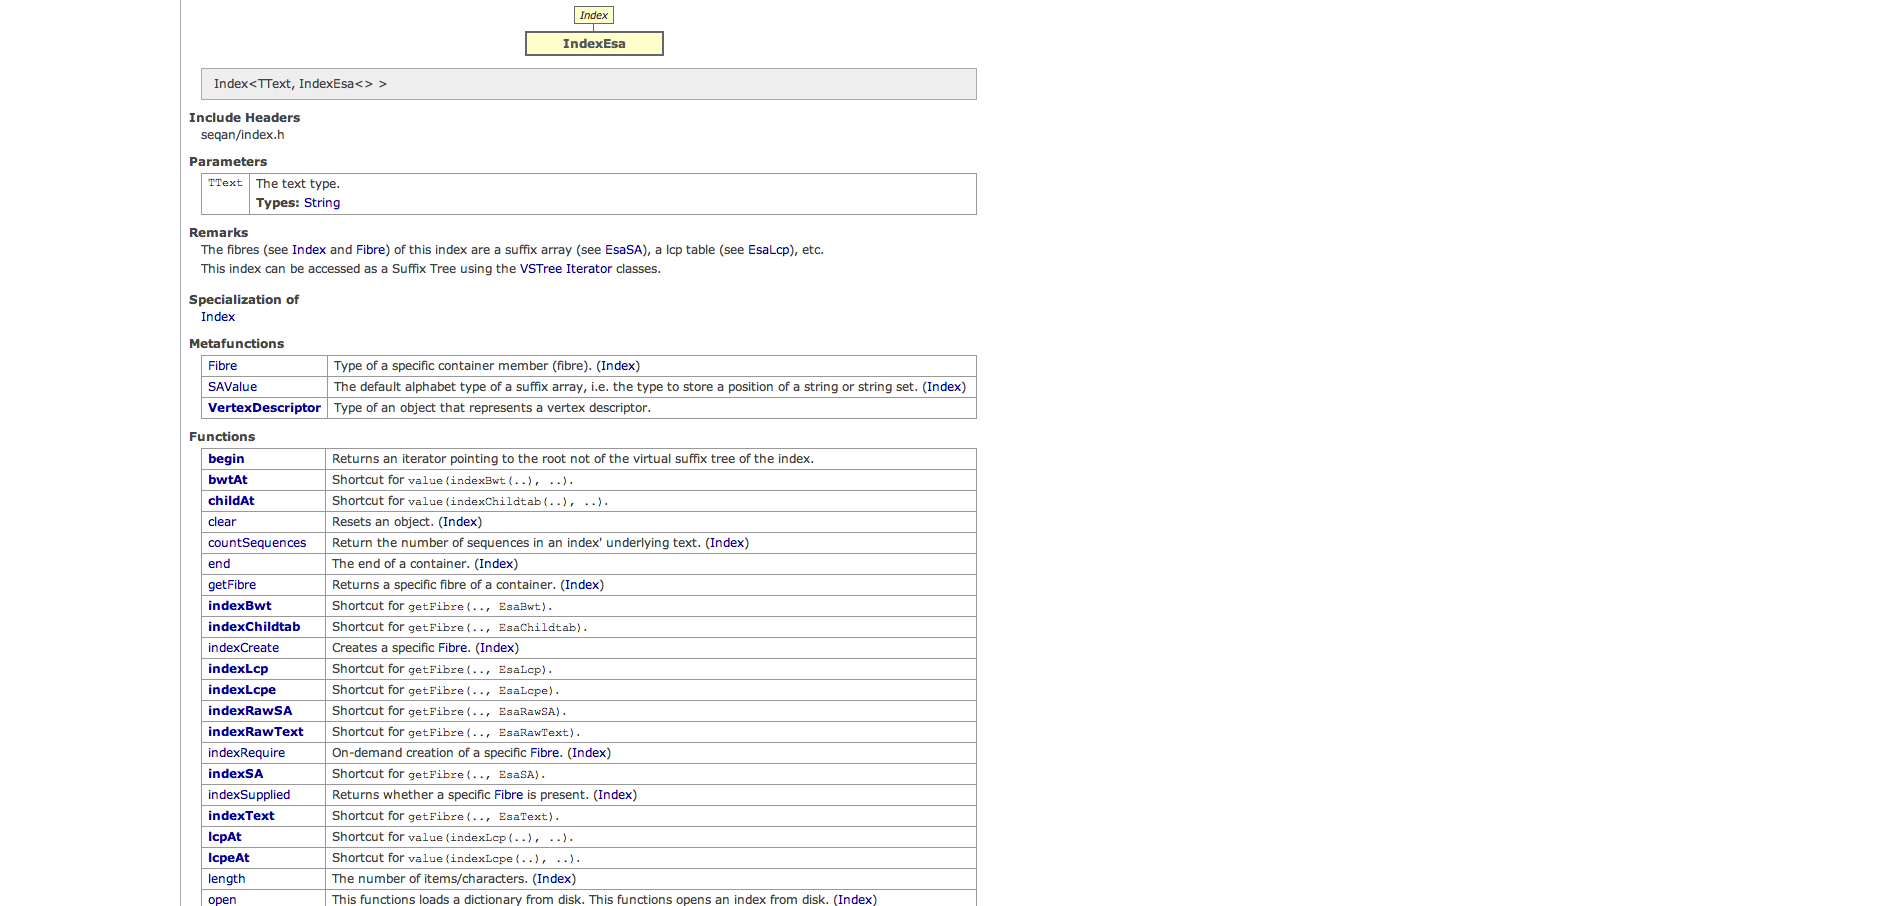 Index
IndexEsa
Index<TText, IndexEsa<> >
Include Headers
seqan/index.h
Parameters
TText The text type.
Types: String
Remarks
The fibres (see Index and Fibre) of this index are a suffix array (see EsaSA), a lcp table (see EsaLcp), etc.
This index can be accessed as a Suffix Tree using the VSTree Iterator classes.
Specialization of
Index
Metafunctions
Fibre Type of a specific container member (fibre). (Index)
SAValue The default alphabet type of a suffix array, i.e. the type to store a position of a string or string set. (Index)
VertexDescriptor Type of an object that represents a vertex descriptor.
Functions
begin Returns an iterator pointing to the root not of the virtual suffix tree of the index.
bwtAt Shortcut for value(indexBwt(..), ..).
childAt Shortcut for value(indexChildtab(..), ..).
clear Resets an object. (Index)
countSequences Return the number of sequences in an index' underlying text. (Index)
end The end of a container. (Index)
getFibre Returns a specific fibre of a container. (Index)
indexBwt Shortcut for getFibre(.., EsaBwt).
indexChildtab Shortcut for getFibre(.., EsaChildtab).
indexCreate Creates a specific Fibre. (Index)
indexLcp Shortcut for getFibre(.., EsaLcp).
indexLcpe Shortcut for getFibre(.., EsaLcpe).
indexRawSA Shortcut for getFibre(.., EsaRawSA).
indexRawText Shortcut for getFibre(.., EsaRawText).
indexRequire On-demand creation of a specific Fibre. (Index)
indexSA Shortcut for getFibre(.., EsaSA).
indexSupplied Returns whether a specific Fibre is present. (Index)
indexText Shortcut for getFibre(.., EsaText).
lcpAt Shortcut for value(indexLcp(..), ..).
lcpeAt Shortcut for value(indexLcpe(..), ..).
length The number of items/characters. (Index)
open This functions loads a dictionary from disk. This functions opens an index from disk. (Index)